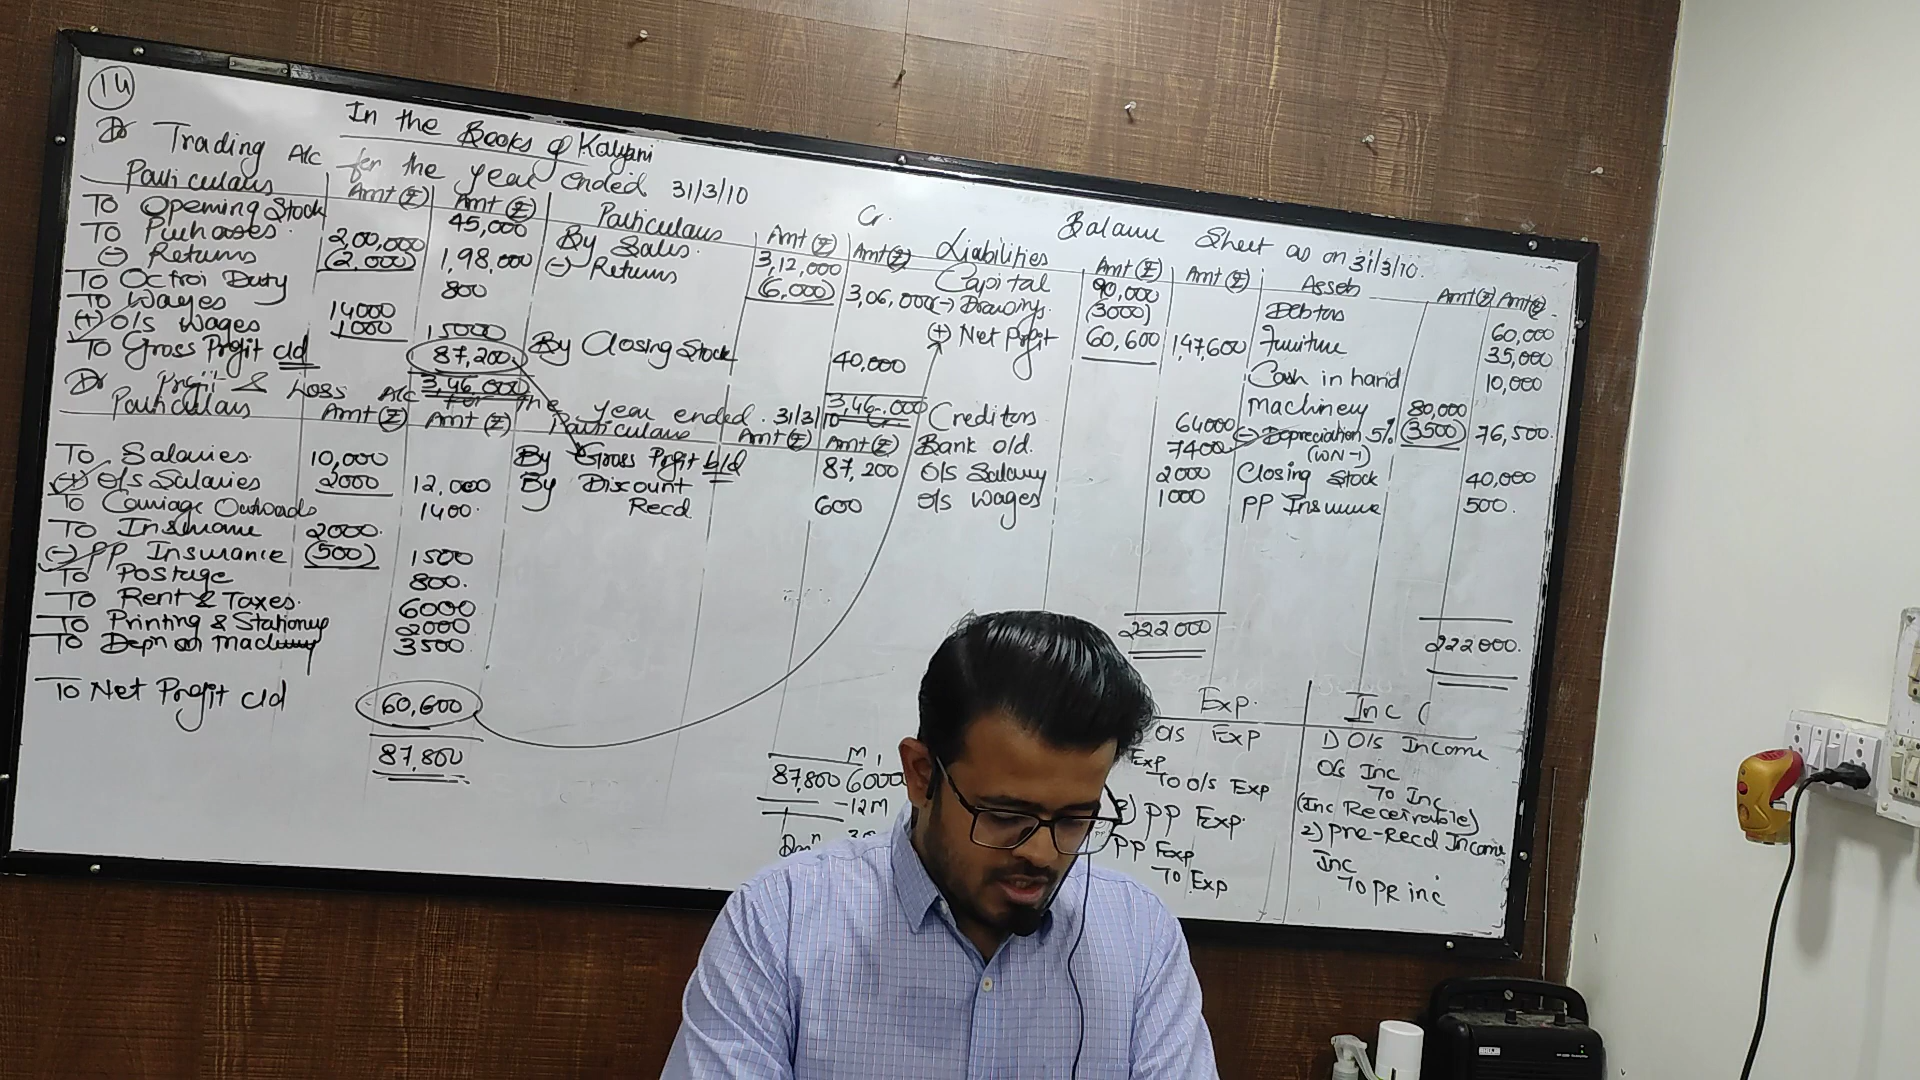 14
In the Books of Kalyani
Dr Trading A/c for the year ended 31/3/10
Cr.
Particulars Amt (₹) Amt (₹) Particulars Amt (₹) Amt (₹)
To Opening Stock 45,000 By Sales. 3,12,000
To Purchases. 2,00,000
(-) Returns (2,000) 1,98,000 (-) Returns (6,000) 3,06,000
To Octroi Duty 800
To Wages 14000
(+) O/s Wages 1000 15000 By Closing Stock 40,000
To Gross Profit c/d 87,200
3,46,000 3,46,000
Dr Profit & Loss A/c for the year ended. 31/3/10 Cr
Particulars Amt (₹) Amt (₹) Particulars Amt (₹) Amt (₹)
To Salaries. 10,000 By Gross Profit b/d 87,200
(+) O/s Salaries 2000 12,000 By Discount
Recd 600
To Carriage Outwards 1400.
To Insurance 2000.
(-) PP Insurance (500) 1500
To Postage 800.
To Rent & Taxes. 6000
To Printing & Stationery 2000
To Depn on Machinery 3500
To Net Profit c/d 60,600
87,800 87,800
Balance Sheet as on 31/3/10.
Liabilities Amt (₹) Amt (₹) Assets Amt (₹) Amt (₹)
Capital 90,000 Debtors 60,000
(-) Drawings. (3000) Furniture 35,000
(+) Net Profit 60,600 1,47,600 Cash in hand 10,000
Creditors 64000 Machinery 80,000
Bank o/d. 7400 (-) Depreciation 5% (3500) 76,500.
(WN-1)
O/s Salary 2000 Closing Stock 40,000
O/s Wages 1000 PP Insurance 500.
222000 222000.
M 1
6000
-12M
Exp. Inc (
O/s Exp 1) O/s Income
Exp O/s Inc
To O/s Exp To Inc
(Inc Receivable)
2) PP Exp. 2) Pre-Recd Income
PP Exp Inc
To Exp To PR inc